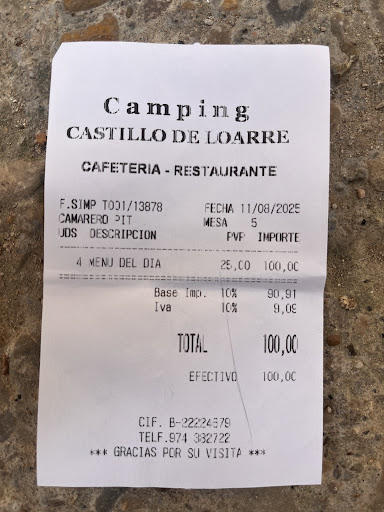 Camping
CASTILLO DE LOARRE
CAFETERIA - RESTAURANTE
F.SIMP T001/13878 FECHA 11/08/2025
CAMARERO PIT MESA 5
UDS DESCRIPCION PVP IMPORTE
4 MENU DEL DIA 25,00 100,00
Base Imp. 10% 90,91
Iva 10% 9,09
TOTAL 100,00
EFECTIVO 100,00
CIF. B-22224679
TELF.974 382722
*** GRACIAS POR SU VISITA ***